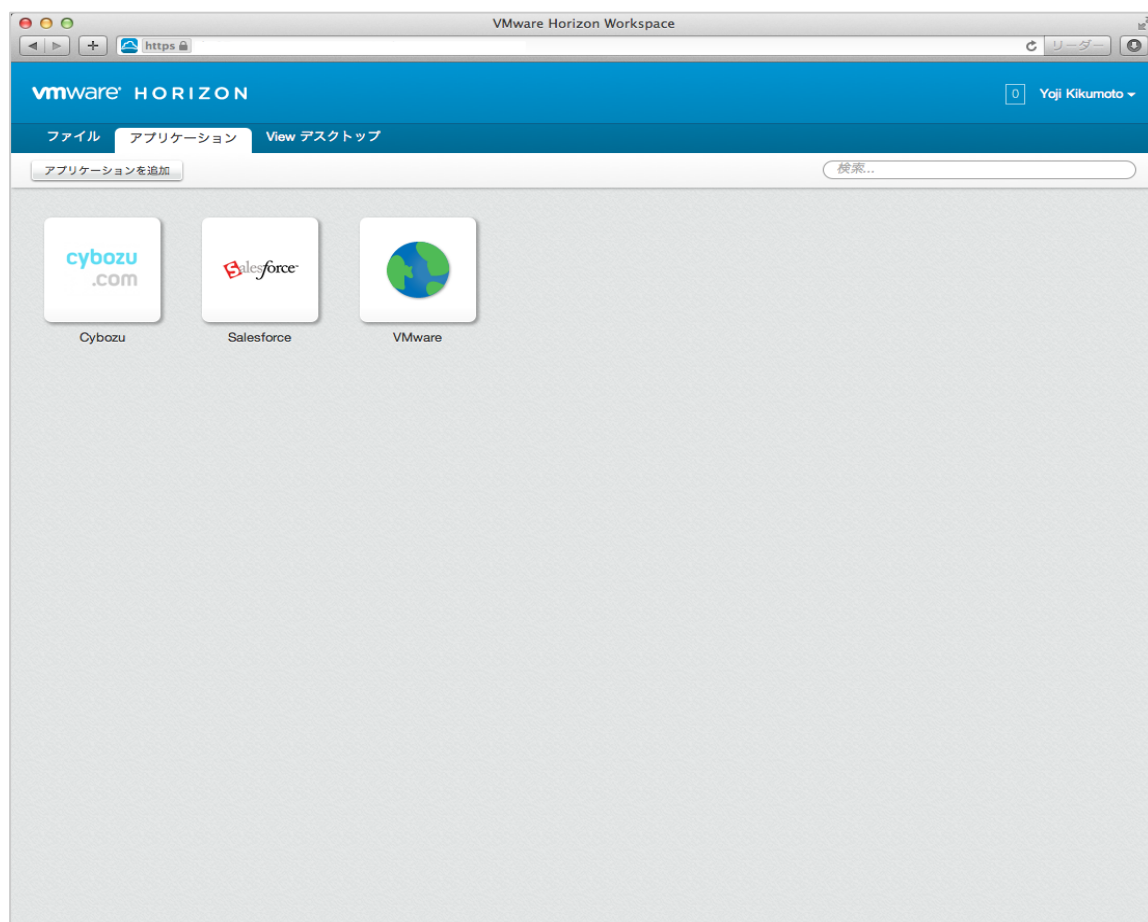 VMware Horizon Workspace
https
リーダー
vmware HORIZON
0 Yoji Kikumoto
ファイル アプリケーション View デスクトップ
アプリケーションを追加
検索...
cybozu
.com
Salesforce
Cybozu Salesforce VMware